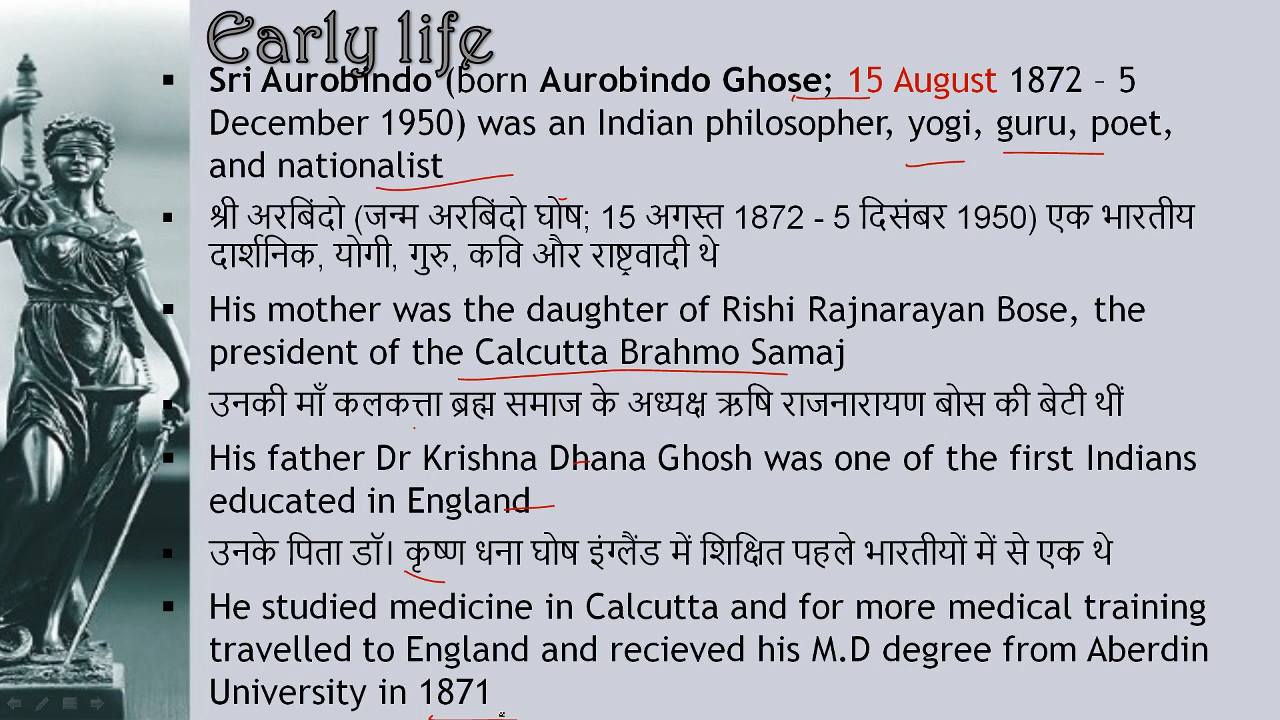 Early life
Sri Aurobindo (born Aurobindo Ghose; 15 August 1872 – 5
December 1950) was an Indian philosopher, yogi, guru, poet,
and nationalist
श्री अरबिंदो (जन्म अरबिंदो घोष; 15 अगस्त 1872 - 5 दिसंबर 1950) एक भारतीय
दार्शनिक, योगी, गुरु, कवि और राष्ट्रवादी थे
His mother was the daughter of Rishi Rajnarayan Bose, the
president of the Calcutta Brahmo Samaj
उनकी माँ कलकत्ता ब्रह्म समाज के अध्यक्ष ऋषि राजनारायण बोस की बेटी थीं
His father Dr Krishna Dhana Ghosh was one of the first Indians
educated in England
उनके पिता डॉ। कृष्ण धना घोष इंग्लैंड में शिक्षित पहले भारतीयों में से एक थे
He studied medicine in Calcutta and for more medical training
travelled to England and recieved his M.D degree from Aberdin
University in 1871